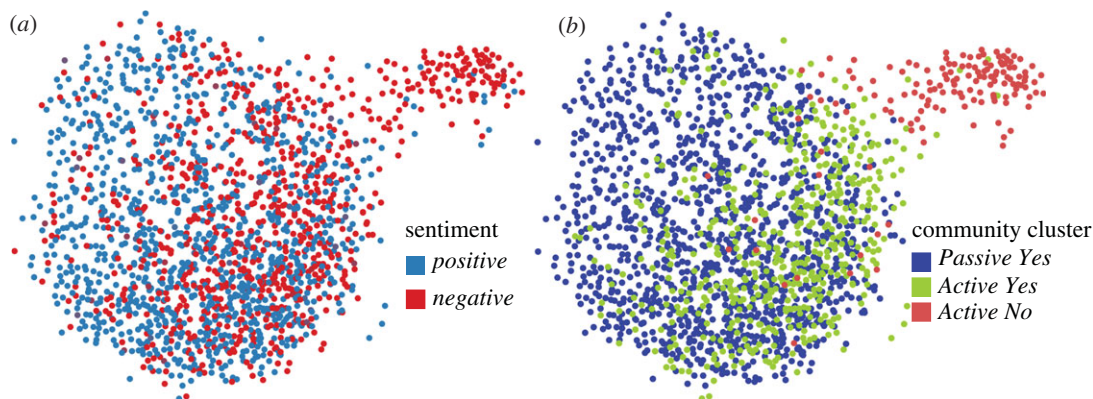 (a)
sentiment
positive
negative
(b)
community cluster
Passive Yes
Active Yes
Active No